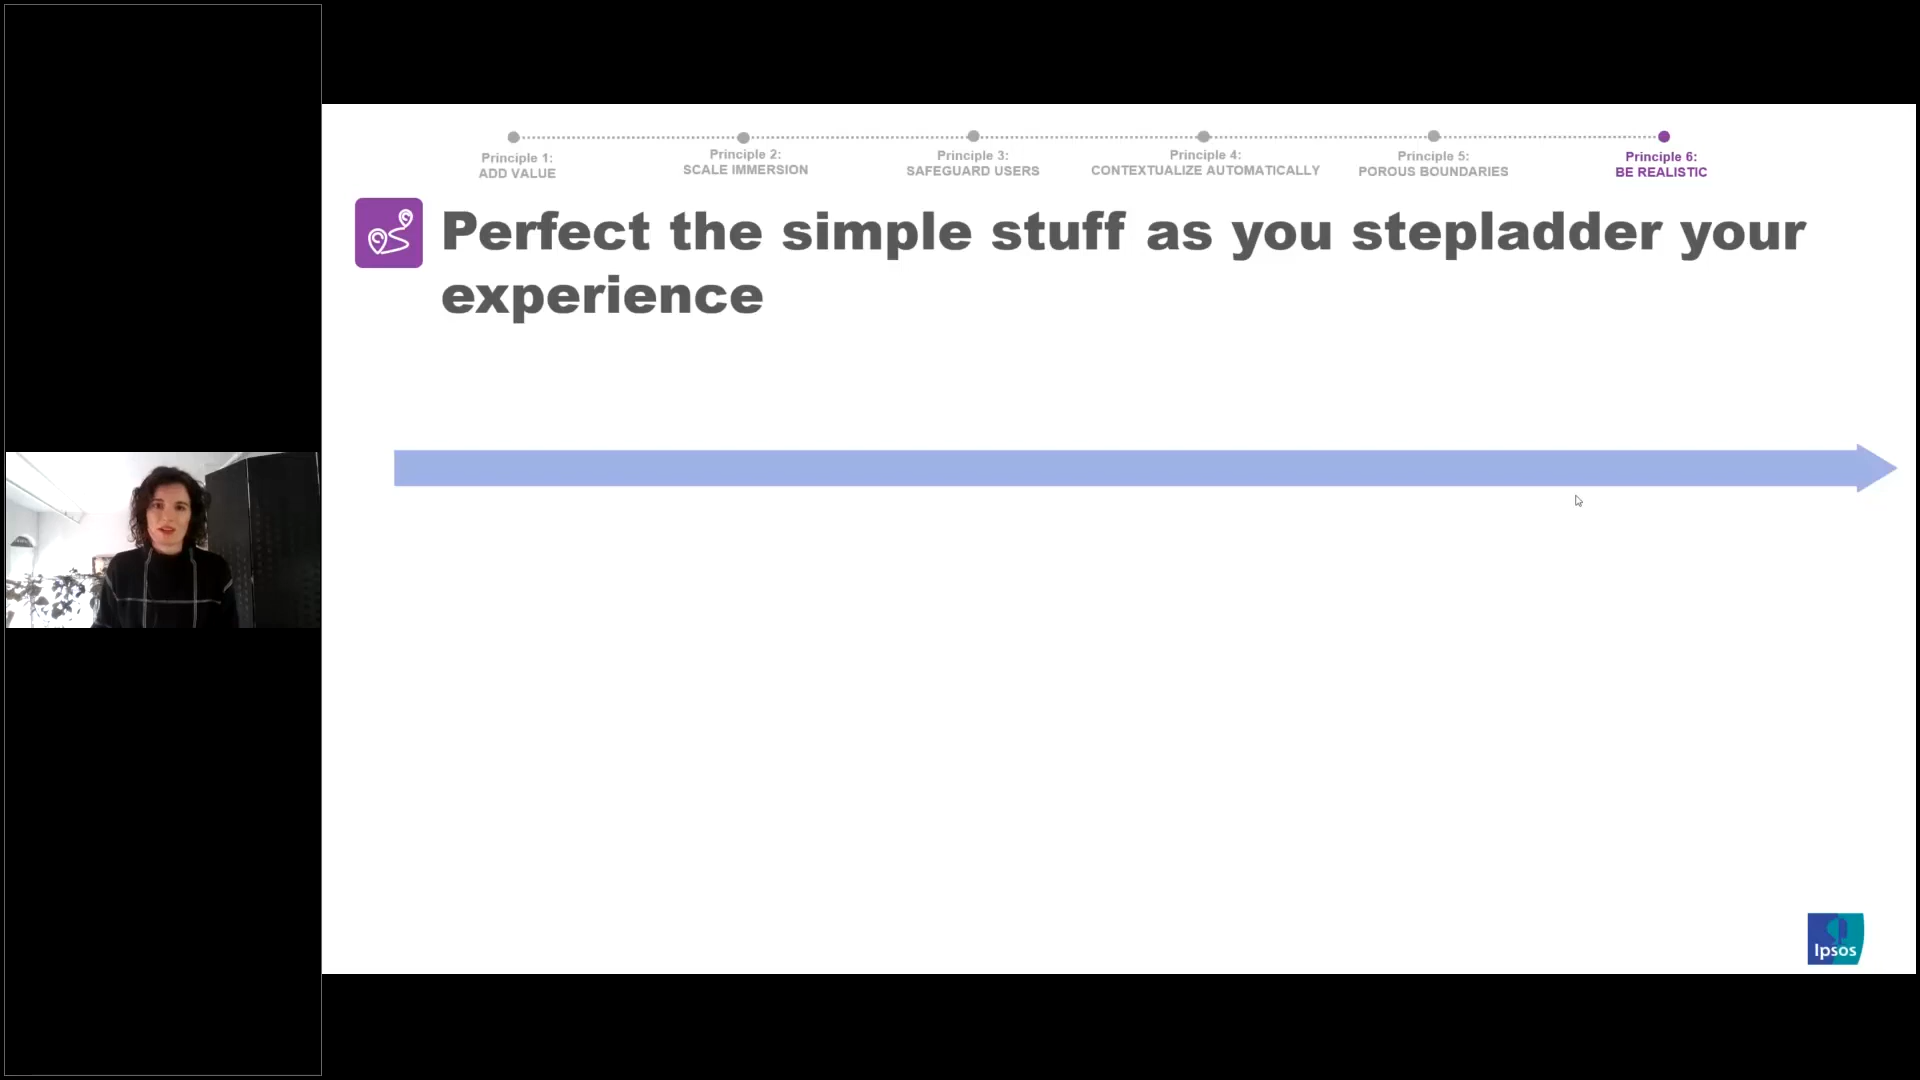 Principle 1:
ADD VALUE
Principle 2:
SCALE IMMERSION
Principle 3:
SAFEGUARD USERS
Principle 4:
CONTEXTUALIZE AUTOMATICALLY
Principle 5:
POROUS BOUNDARIES
Principle 6:
BE REALISTIC
Perfect the simple stuff as you stepladder your
experience
Ipsos